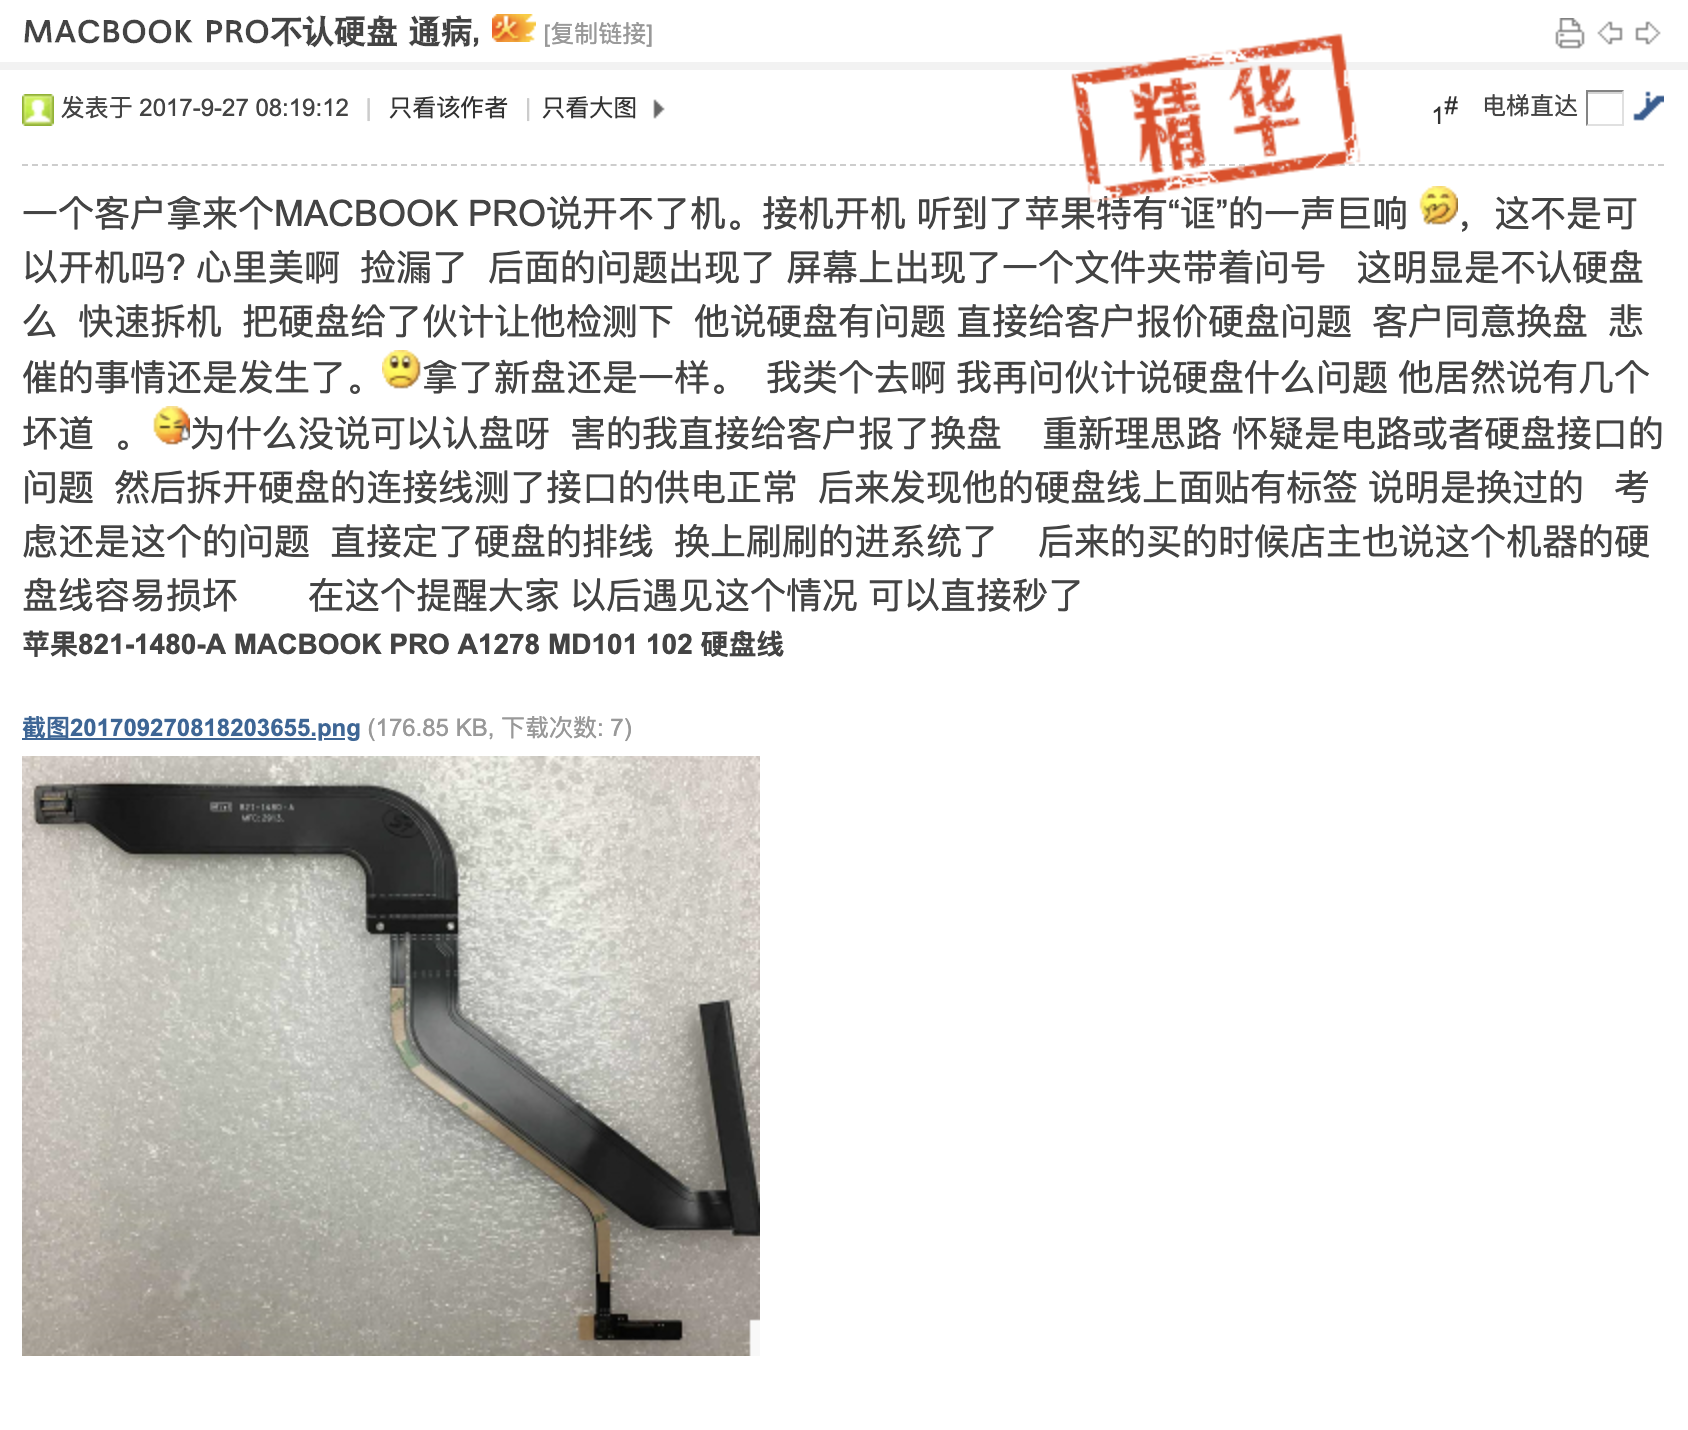 MACBOOK PRO不认硬盘 通病, 火 [复制链接]
精华
发表于 2017-9-27 08:19:12 | 只看该作者 | 只看大图
1# 电梯直达
一个客户拿来个MACBOOK PRO说开不了机。接机开机 听到了苹果特有“诓”的一声巨响 ，这不是可
以开机吗? 心里美啊 捡漏了 后面的问题出现了 屏幕上出现了一个文件夹带着问号 这明显是不认硬盘
么 快速拆机 把硬盘给了伙计让他检测下 他说硬盘有问题 直接给客户报价硬盘问题 客户同意换盘 悲
催的事情还是发生了。拿了新盘还是一样。 我类个去啊 我再问伙计说硬盘什么问题 他居然说有几个
坏道 。为什么没说可以认盘呀 害的我直接给客户报了换盘 重新理思路 怀疑是电路或者硬盘接口的
问题 然后拆开硬盘的连接线测了接口的供电正常 后来发现他的硬盘线上面贴有标签 说明是换过的 考
虑还是这个的问题 直接定了硬盘的排线 换上刷刷的进系统了 后来的买的时候店主也说这个机器的硬
盘线容易损坏 在这个提醒大家 以后遇见这个情况 可以直接秒了
苹果821-1480-A MACBOOK PRO A1278 MD101 102 硬盘线
截图201709270818203655.png (176.85 KB, 下载次数: 7)
821-1480-A
MFC:2913.